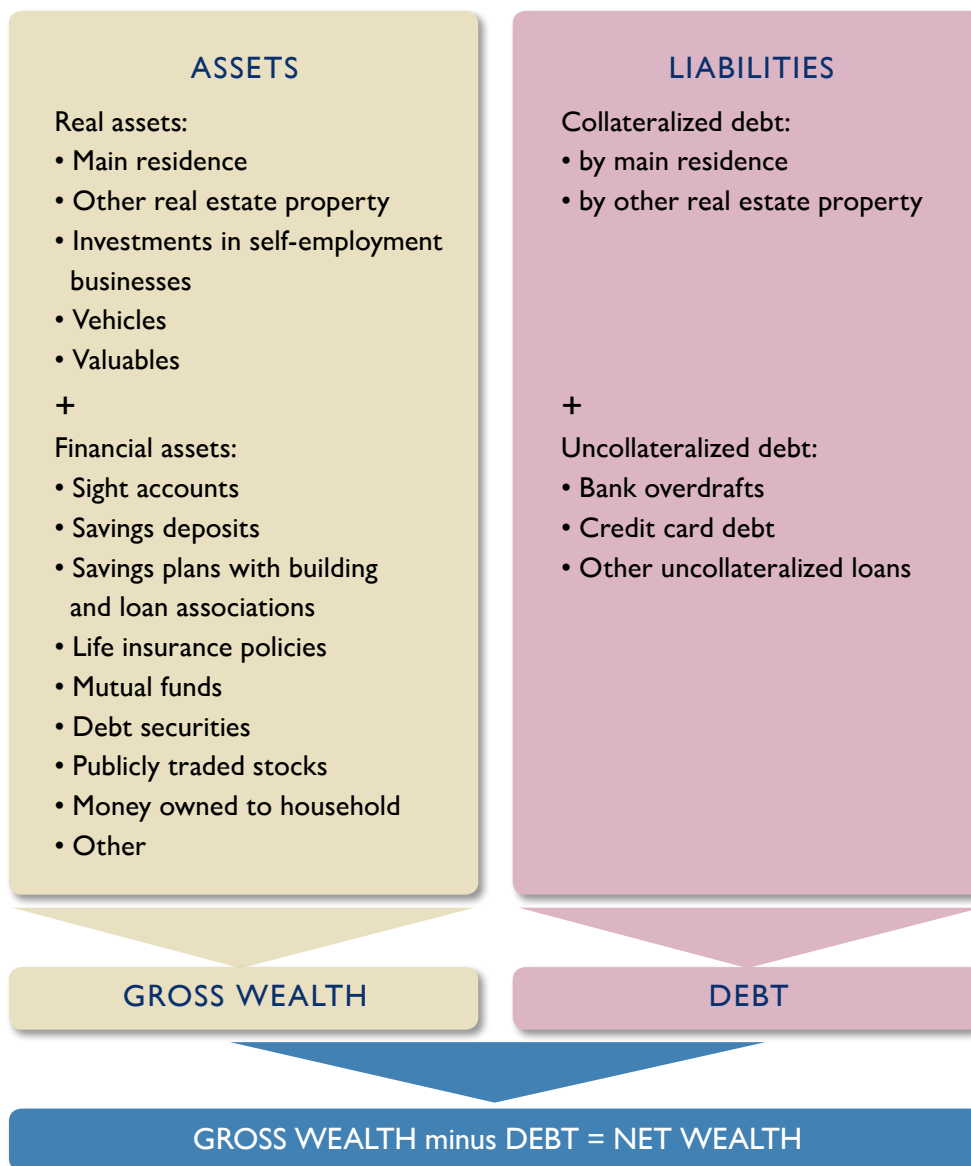 ASSETS
Real assets:
• Main residence
• Other real estate property
• Investments in self-employment
businesses
• Vehicles
• Valuables
+
Financial assets:
• Sight accounts
• Savings deposits
• Savings plans with building
and loan associations
• Life insurance policies
• Mutual funds
• Debt securities
• Publicly traded stocks
• Money owned to household
• Other
LIABILITIES
Collateralized debt:
• by main residence
• by other real estate property
+
Uncollateralized debt:
• Bank overdrafts
• Credit card debt
• Other uncollateralized loans
GROSS WEALTH
DEBT
GROSS WEALTH minus DEBT = NET WEALTH